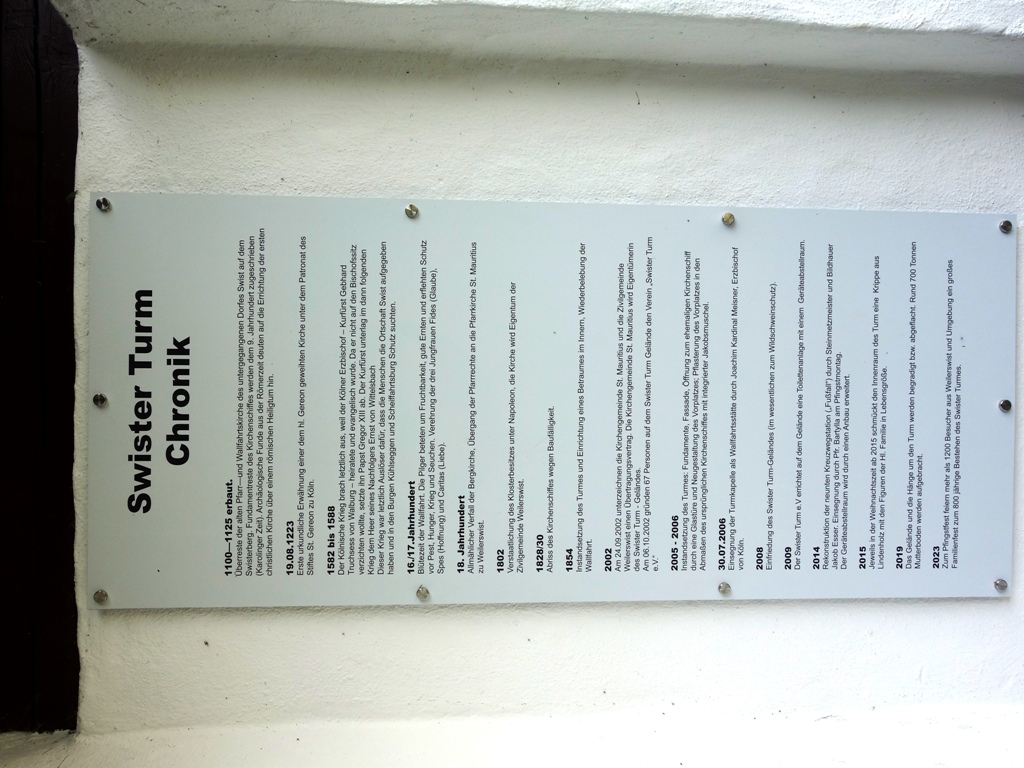 Swister Turm
Chronik
1100—1125 erbaut.
Überreste der alten Pfarr—und Wallfahrtskirche des untergegangenen Dorfes Swist auf dem
Swisterberg. Fundamentreste des Kirchenschiffes werden dem 9. Jahrhundert zugeschrieben
(Karolinger Zeit). Archäologische Funde aus der Römerzeit deuten auf die Errichtung der ersten
christlichen Kirche über einem römischen Heiligtum hin.
19.08.1223
Erste urkundliche Erwähnung einer dem hl. Gereon geweihten Kirche unter dem Patronat des
Stiftes St. Gereon zu Köln.
1582 bis 1588
Der Kölnische Krieg brach letztlich aus, weil der Kölner Erzbischof – Kurfürst Gebhard
Truchsess von Walburg – heiratete und evangelisch wurde. Da er nicht auf den Bischofssitz
verzichten wollte, setzte ihn Papst Gregor XIII ab. Der Kurfürst unterlag im dann folgenden
Krieg dem Heer seines Nachfolgers Ernst von Wittelsbach
Dieser Krieg war letztlich Auslöser dafür, dass die Menschen die Ortschaft Swist aufgegeben
haben und in den Burgen Kühlseggen und Scheiffartsburg Schutz suchten.
16./17.Jahrhundert
Blütezeit der Wallfahrt. Die Pilger beteten um Fruchtbarkeit, gute Ernten und erflehten Schutz
vor Pest, Hunger, Krieg und Seuchen. Verehrung der drei Jungfrauen Fides (Glaube),
Spes (Hoffnung) und Caritas (Liebe).
18. Jahrhundert
Allmählicher Verfall der Bergkirche, Übergang der Pfarrrechte an die Pfarrkirche St. Mauritius
zu Weilerswist.
1802
Verstaatlichung des Klosterbesitzes unter Napoleon, die Kirche wird Eigentum der
Zivilgemeinde Weilerswist.
1828/30
Abriss des Kirchenschiffes wegen Baufälligkeit.
1854
Instandsetzung des Turmes und Einrichtung eines Betraumes im Innern, Wiederbelebung der
Wallfahrt.
2002
Am 24.09.2002 unterzeichnen die Kirchengemeinde St. Mauritius und die Zivilgemeinde
Weilerswist einen Übertragungsvertrag. Die Kirchengemeinde St. Mauritius wird Eigentümerin
des Swister Turm - Geländes.
Am 06.10.2002 gründen 67 Personen auf dem Swister Turm Gelände den Verein „Swister Turm
e.V.
2005 - 2006
Instandsetzung des Turmes: Fundamente, Fassade, Öffnung zum ehemaligen Kirchenschiff
durch eine Glastür und Neugestaltung des Vorplatzes; Pflasterung des Vorplatzes in den
Abmaßen des ursprünglichen Kirchenschiffes mit integrierter Jakobsmuschel.
30.07.2006
Einsegnung der Turmkapelle als Wallfahrtsstätte durch Joachim Kardinal Meisner, Erzbischof
von Köln.
2008
Einfriedung des Swister Turm-Geländes (im wesentlichen zum Wildschweinschutz).
2009
Der Swister Turm e.V errichtet auf dem Gelände eine Toilettenanlage mit einem Geräteabstellraum.
2014
Rekonstruktion der neunten Kreuzwegstation („Fußfall“) durch Steinmetzmeister und Bildhauer
Jakob Esser. Einsegnung durch Pfr. Bartylla am Pfingstmontag.
Der Geräteabstellraum wird durch einen Anbau erweitert.
2015
Jeweils in der Weihnachtszeit ab 2015 schmückt den Innenraum des Turm eine Krippe aus
Lindenholz mit den Figuren der Hl. Familie in Lebensgröße.
2019
Das Gelände und die Hänge um den Turm werden begradigt bzw. abgeflacht. Rund 700 Tonnen
Mutterboden werden aufgebracht.
2023
Zum Pfingstfest feiern mehr als 1200 Besucher aus Weilerswist und Umgebung ein großes
Familienfest zum 800 jährige Bestehen des Swister Turmes.